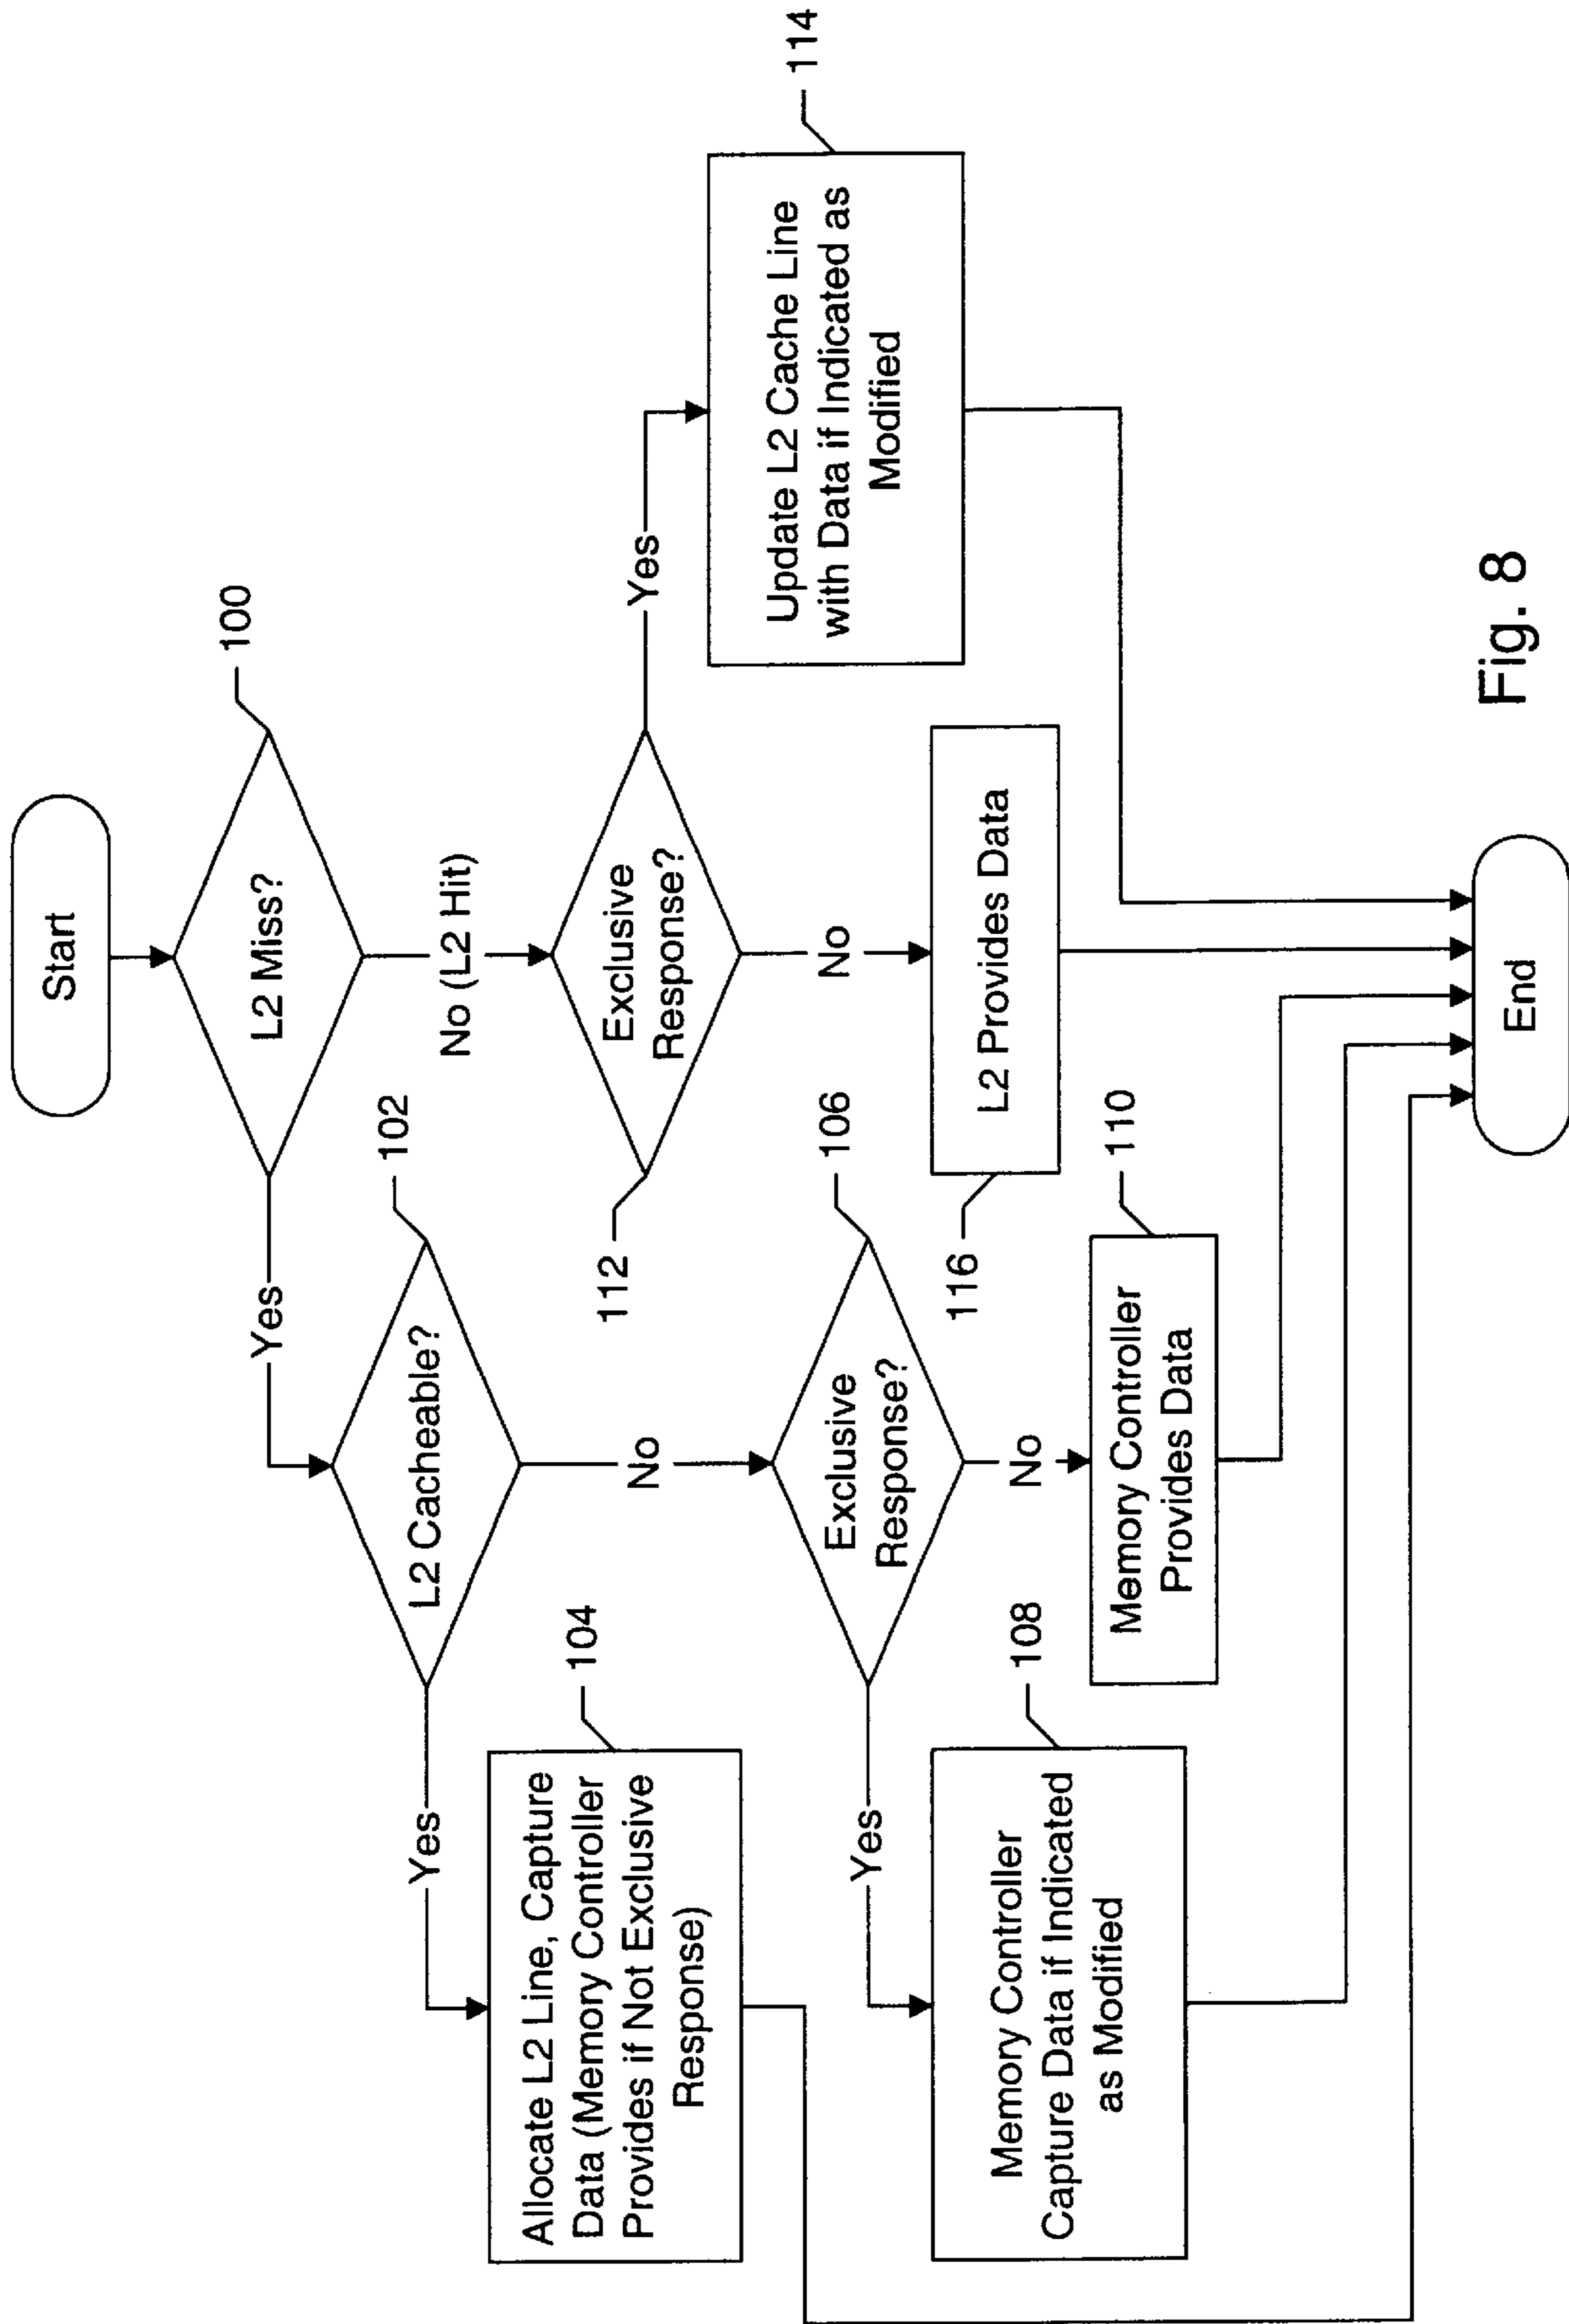 Start
L2 Miss?
100
Yes
No (L2 Hit)
L2 Cacheable?
102
Exclusive
Response?
112
Yes
No
Yes
Allocate L2 Line, Capture
Data (Memory Controller
Provides if Not Exclusive
Response)
104
Exclusive
Response?
106
Update L2 Cache Line
with Data if Indicated as
Modified
114
Yes
No
L2 Provides Data
116
Memory Controller
Capture Data if Indicated
as Modified
108
Memory Controller
Provides Data
110
End
Fig. 8